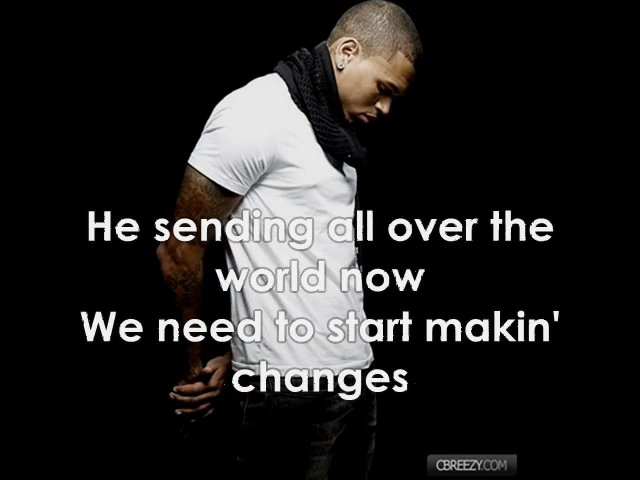 He sending all over the
world now
We need to start makin'
changes
CBREEZY.COM